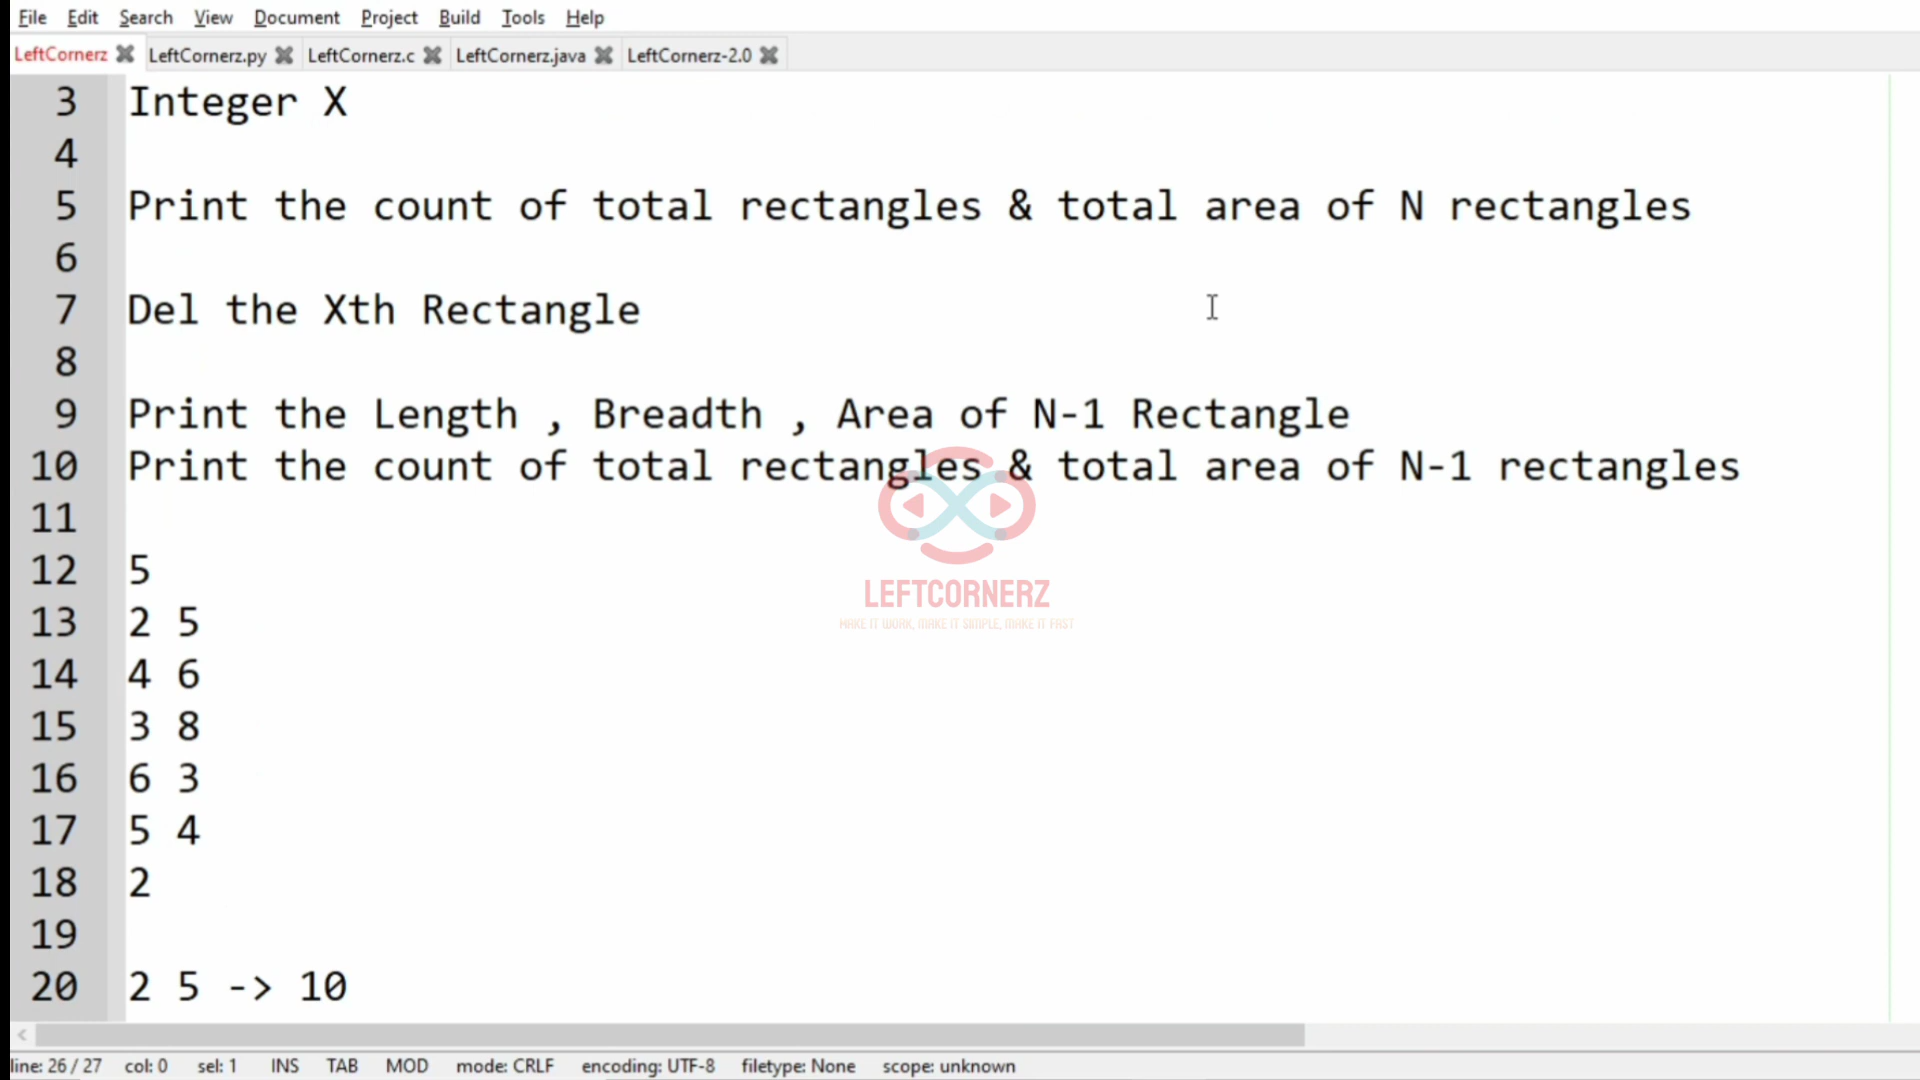 File Edit Search View Document Project Build Tools Help
LeftCornerz LeftCornerz.py LeftCornerz.c LeftCornerz.java LeftCornerz-2.0
3 Integer X
4
5 Print the count of total rectangles & total area of N rectangles
6
7 Del the Xth Rectangle
8
9 Print the Length , Breadth , Area of N-1 Rectangle
10 Print the count of total rectangles & total area of N-1 rectangles
11
12 5
13 2 5
LEFTCORNERZ
MAKE IT WORK, MAKE IT SIMPLE, MAKE IT FAST
14 4 6
15 3 8
16 6 3
17 5 4
18 2
19
20 2 5 -> 10
line: 26 / 27 col: 0 sel: 1 INS TAB MOD mode: CRLF encoding: UTF-8 filetype: None scope: unknown